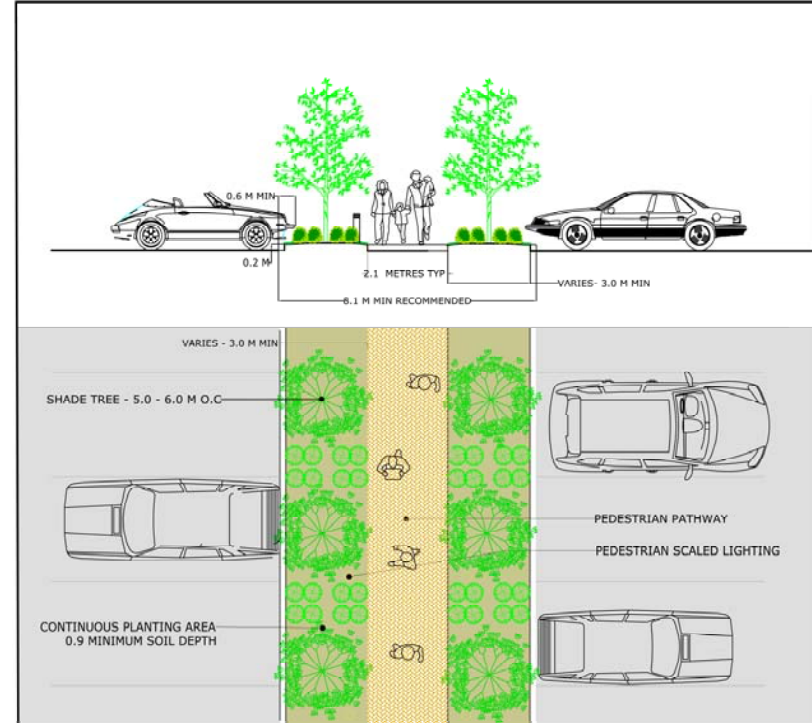 0.6 M MIN
0.2 M
2.1 METRES TYP
VARIES- 3.0 M MIN
8.1 M MIN RECOMMENDED
VARIES - 3.0 M MIN
SHADE TREE - 5.0 - 6.0 M O.C
PEDESTRIAN PATHWAY
PEDESTRIAN SCALED LIGHTING
CONTINUOUS PLANTING AREA
0.9 MINIMUM SOIL DEPTH